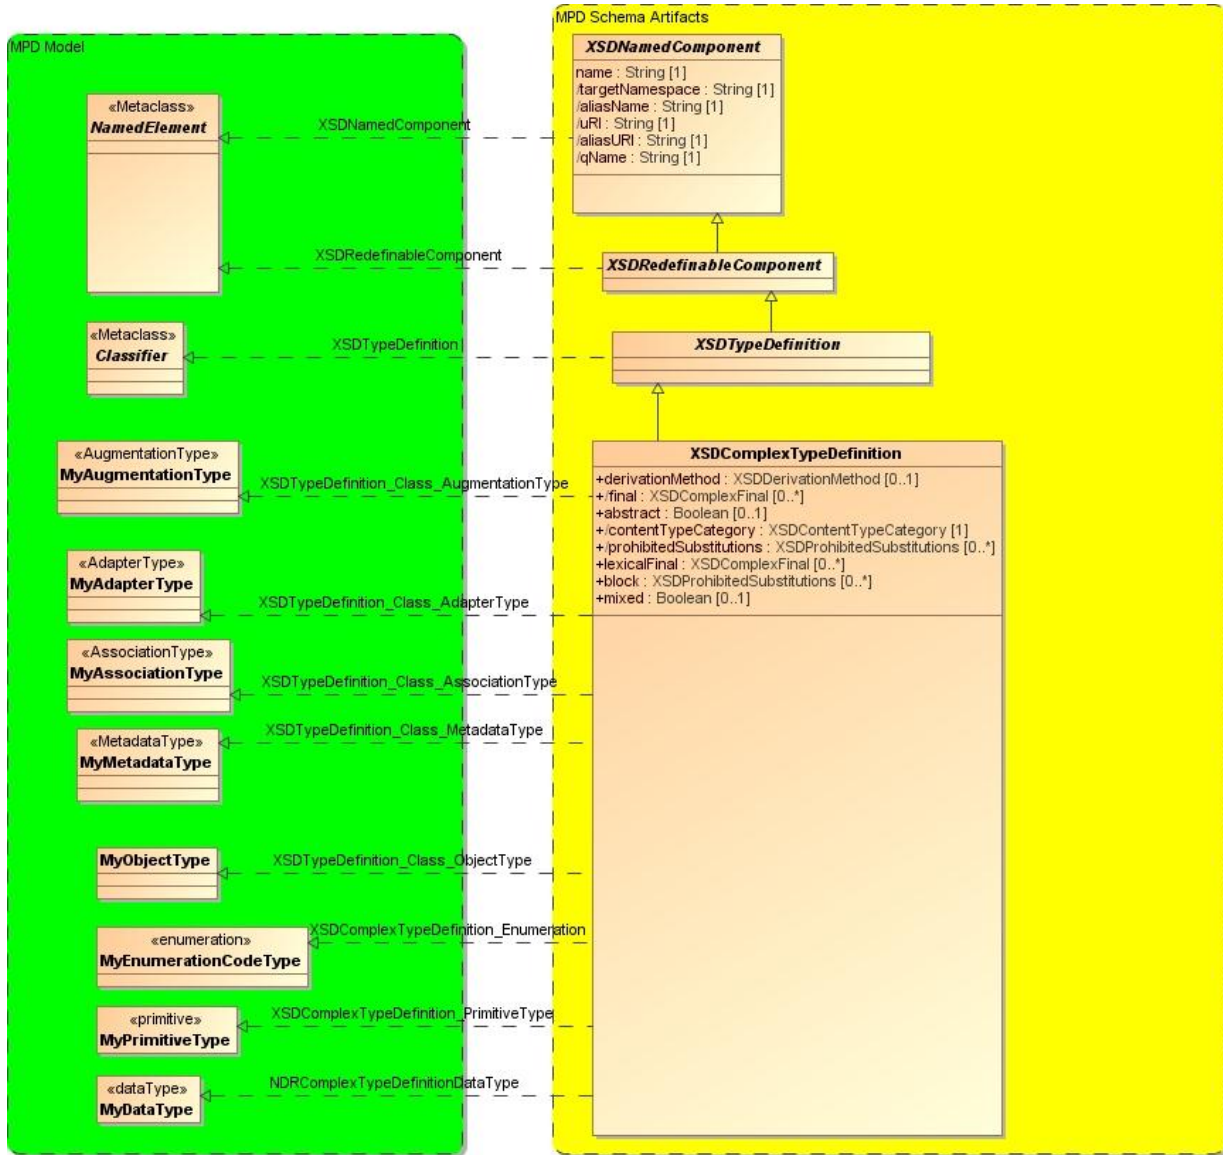 MPD Model
«Metaclass»
NamedElement
«Metaclass»
Classifier
«AugmentationType»
MyAugmentationType
«AdapterType»
MyAdapterType
«AssociationType»
MyAssociationType
«MetadataType»
MyMetadataType
MyObjectType
«enumeration»
MyEnumerationCodeType
«primitive»
MyPrimitiveType
«dataType»
MyDataType
XSDNamedComponent
XSDRedefinableComponent
XSDTypeDefinition
XSDTypeDefinition_Class_AugmentationType
XSDTypeDefinition_Class_AdapterType
XSDTypeDefinition_Class_AssociationType
XSDTypeDefinition_Class_MetadataType
XSDTypeDefinition_Class_ObjectType
XSDComplexTypeDefinition_Enumeration
XSDComplexTypeDefinition_PrimitiveType
NDRComplexTypeDefinitionDataType
MPD Schema Artifacts
XSDNamedComponent
name : String [1]
/targetNamespace : String [1]
/aliasName : String [1]
/uRI : String [1]
/aliasURI : String [1]
/qName : String [1]
XSDRedefinableComponent
XSDTypeDefinition
XSDComplexTypeDefinition
+derivationMethod : XSDDerivationMethod [0..1]
+/final : XSDComplexFinal [0..*]
+abstract : Boolean [0..1]
+/contentTypeCategory : XSDContentTypeCategory [1]
+/prohibitedSubstitutions : XSDProhibitedSubstitutions [0..*]
+lexicalFinal : XSDComplexFinal [0..*]
+block : XSDProhibitedSubstitutions [0..*]
+mixed : Boolean [0..1]